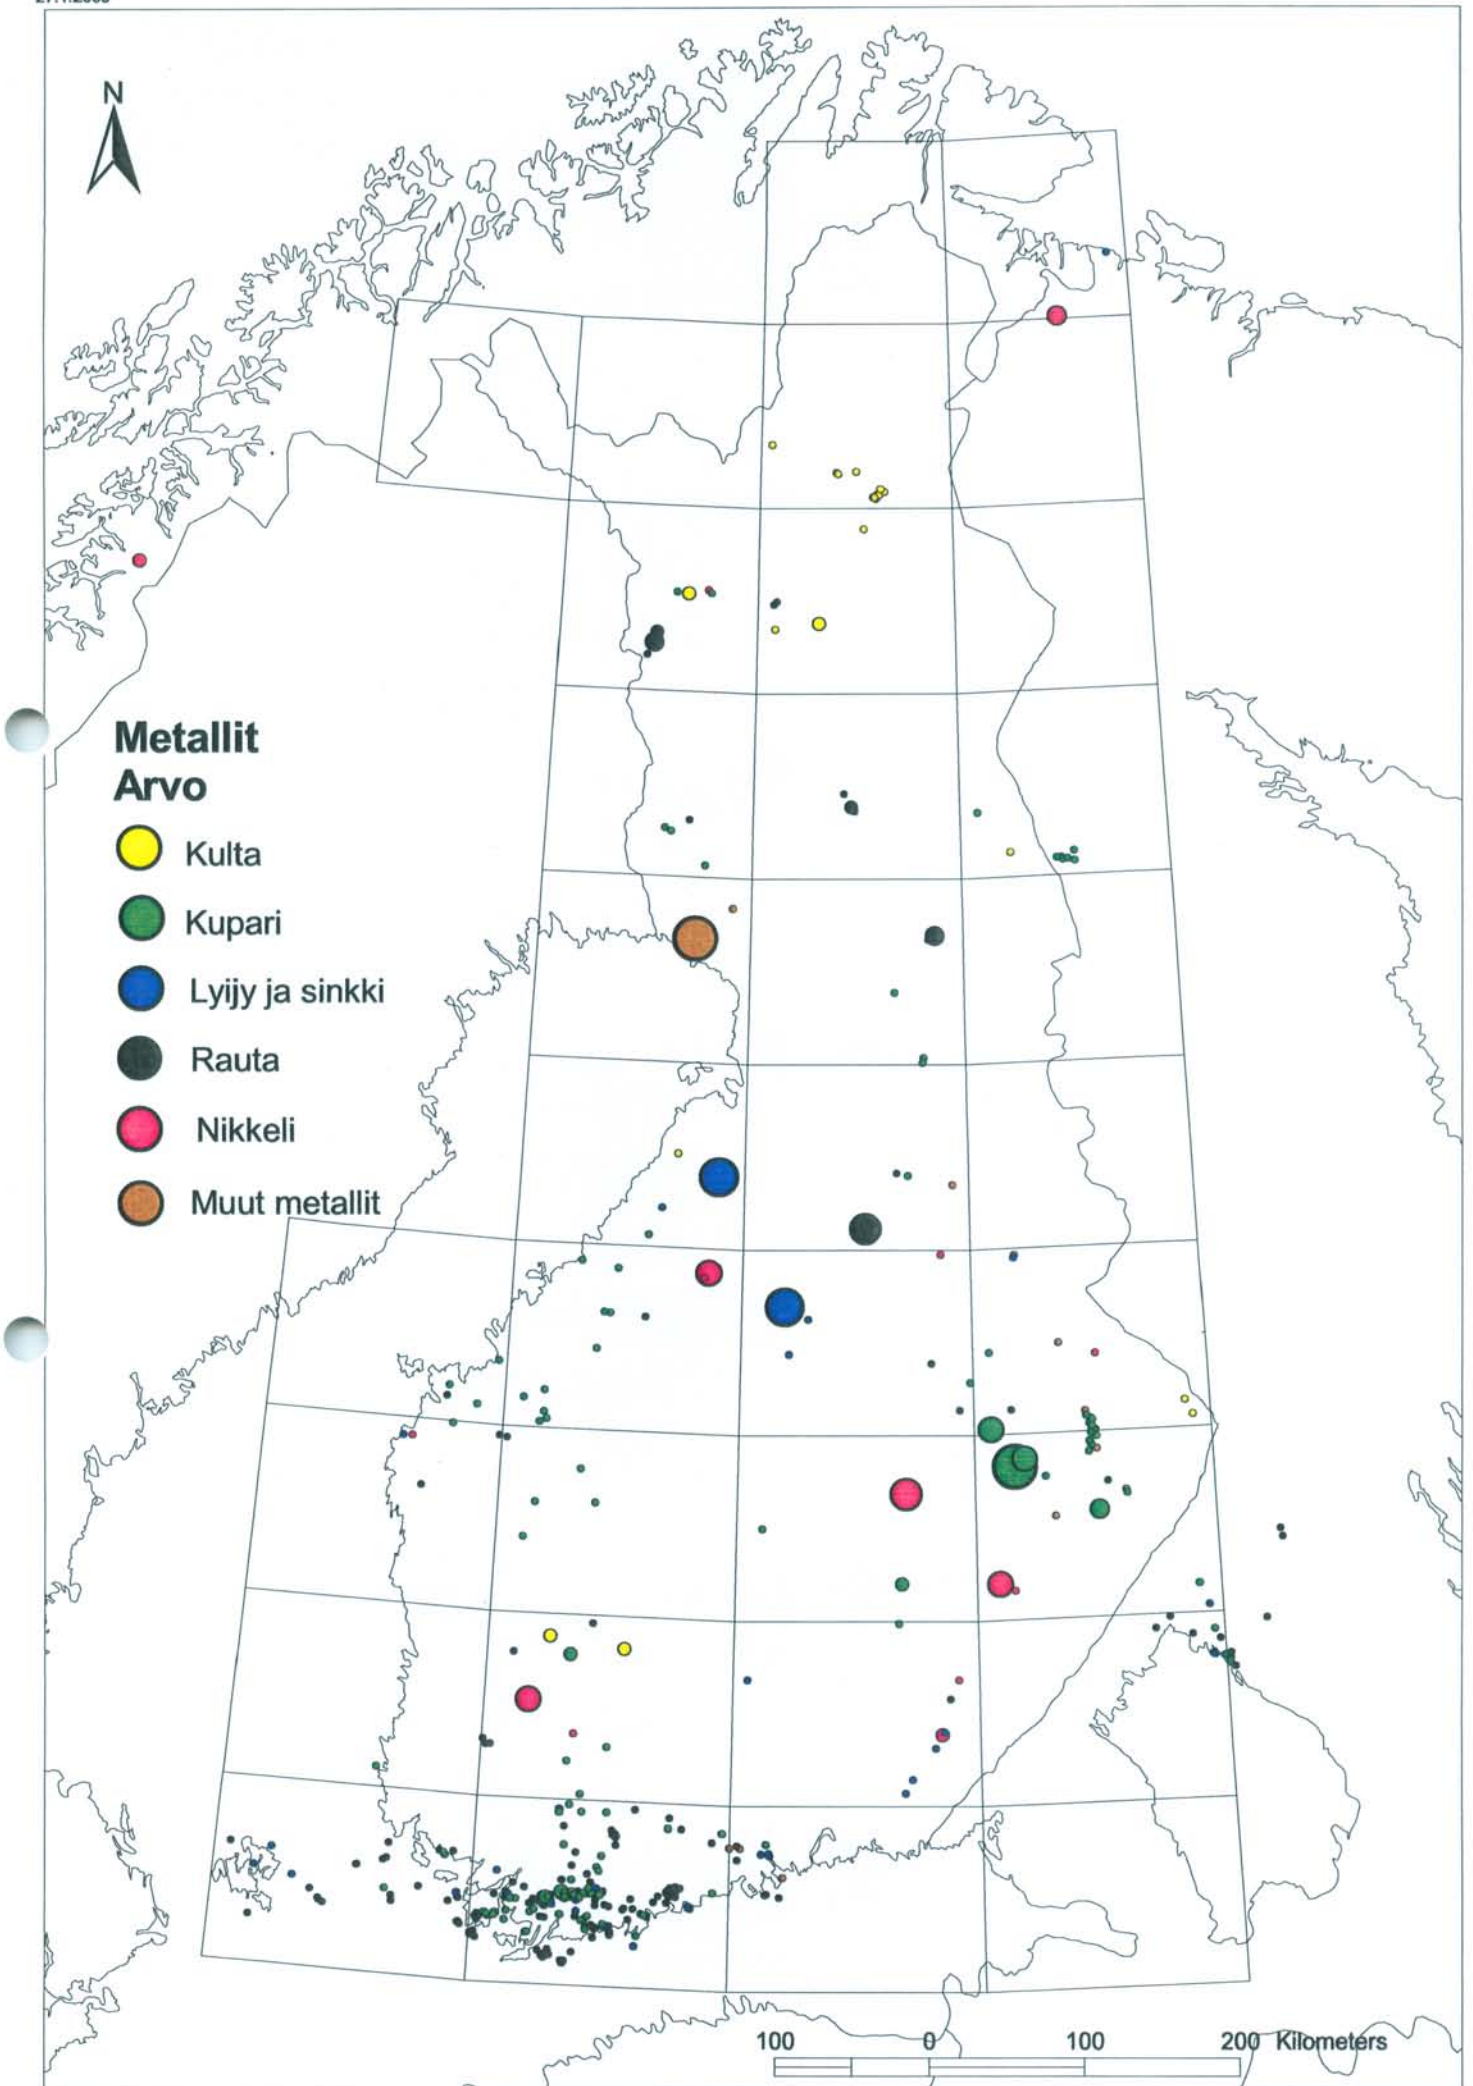 N
Metallit
Arvo
Kulta
Kupari
Lyijy ja sinkki
Rauta
Nikkeli
Muut metallit
100 0 100 200 Kilometers